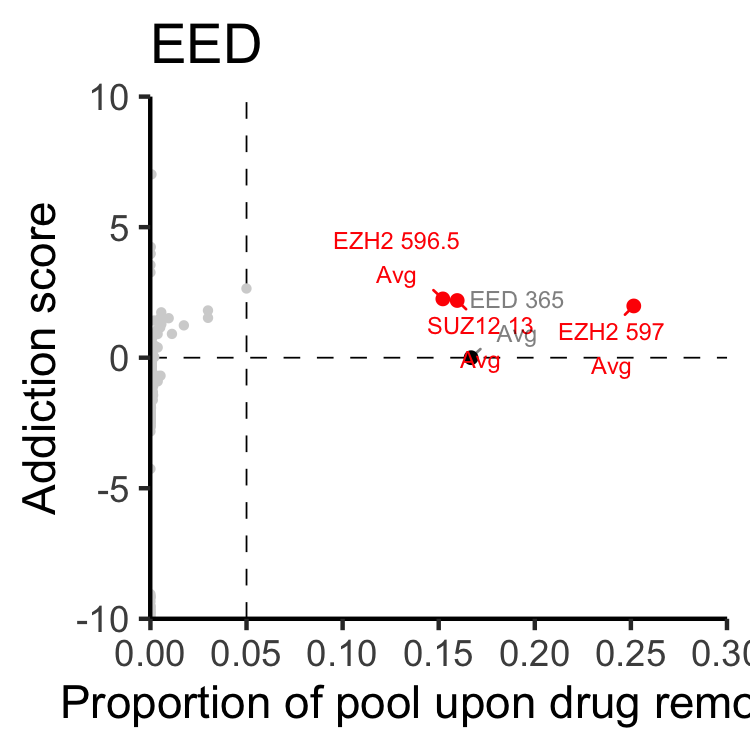 EED
10
5
0
-5
-10
Addiction score
EZH2 596.5
Avg
EED 365
Avg
SUZ12 13
Avg
EZH2 597
Avg
0.00 0.05 0.10 0.15 0.20 0.25 0.30
Proportion of pool upon drug remo